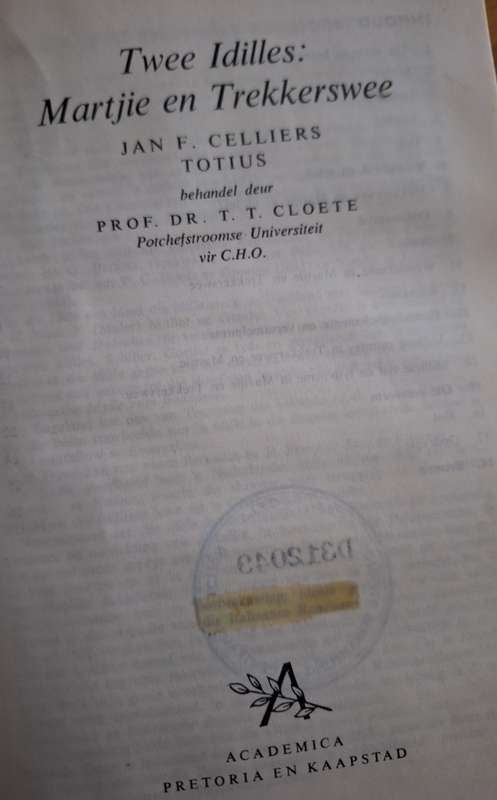 Twee Idilles:
Martjie en Trekkerswee
JAN F. CELLIERS
TOTIUS
behandel deur
PROF. DR. T. T. CLOETE
Potchefstroomse Universiteit
vir C.H.O.
ACADEMICA
PRETORIA EN KAAPSTAD